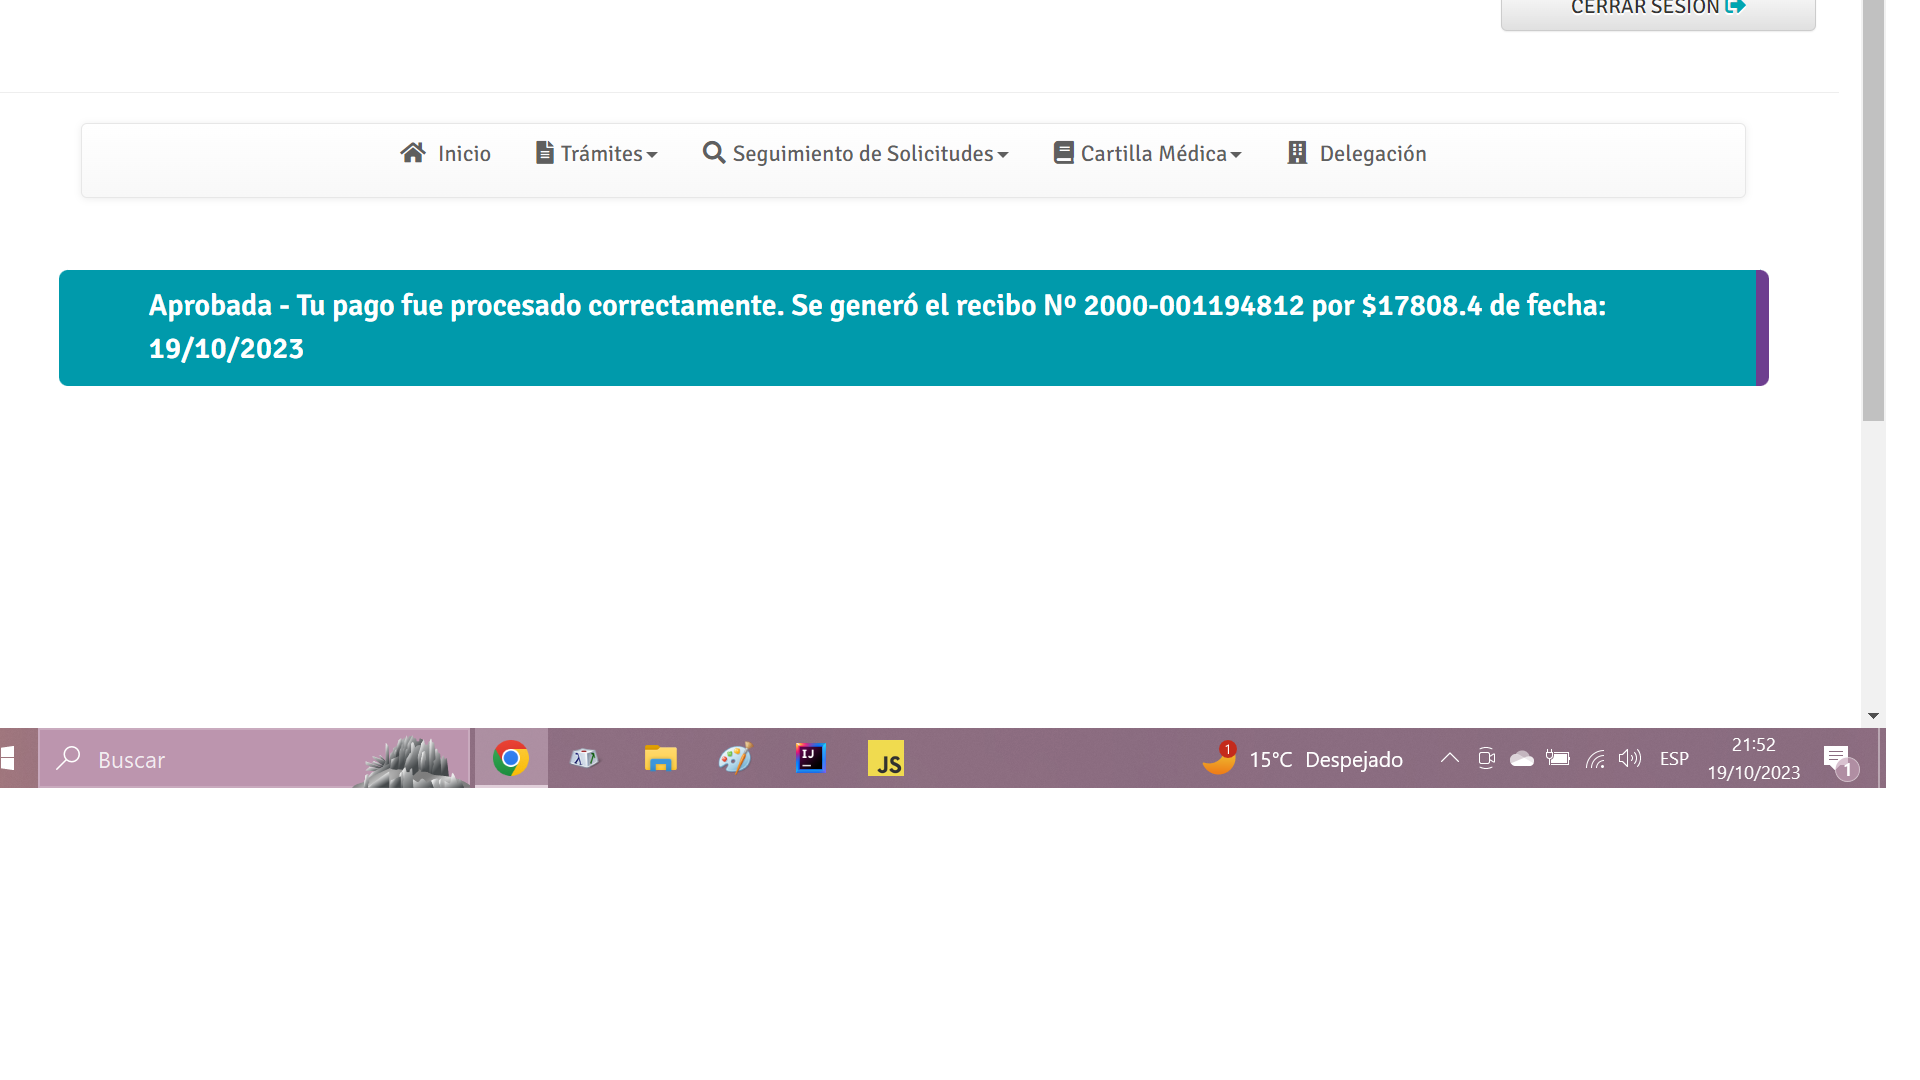 CERRAR SESIÓN
Inicio Trámites Seguimiento de Solicitudes Cartilla Médica Delegación
Aprobada - Tu pago fue procesado correctamente. Se generó el recibo Nº 2000-001194812 por $17808.4 de fecha:
19/10/2023
Buscar
IJ
JS
1
15°C Despejado
ESP
21:52
19/10/2023
1